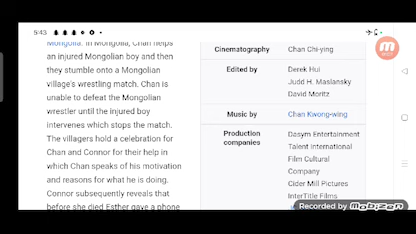 5:43
Mongolia. In Mongolia, Chan helps
an injured Mongolian boy and then
they stumble onto a Mongolian
village's wrestling match. Chan is
unable to defeat the Mongolian
wrestler until the injured boy
intervenes which stops the match.
The villagers hold a celebration for
Chan and Connor for their help in
which Chan speaks of his motivation
and reasons for what he is doing.
Connor subsequently reveals that
before she died Esther gave a phone
Cinematography Chan Chi-ying
Edited by Derek Hui
Judd H. Maslansky
David Moritz
Music by Chan Kwong-wing
Production Dasym Entertainment
companies Talent International
Film Cultural
Company
Cider Mill Pictures
InterTitle Films
Recorded by Mobizen